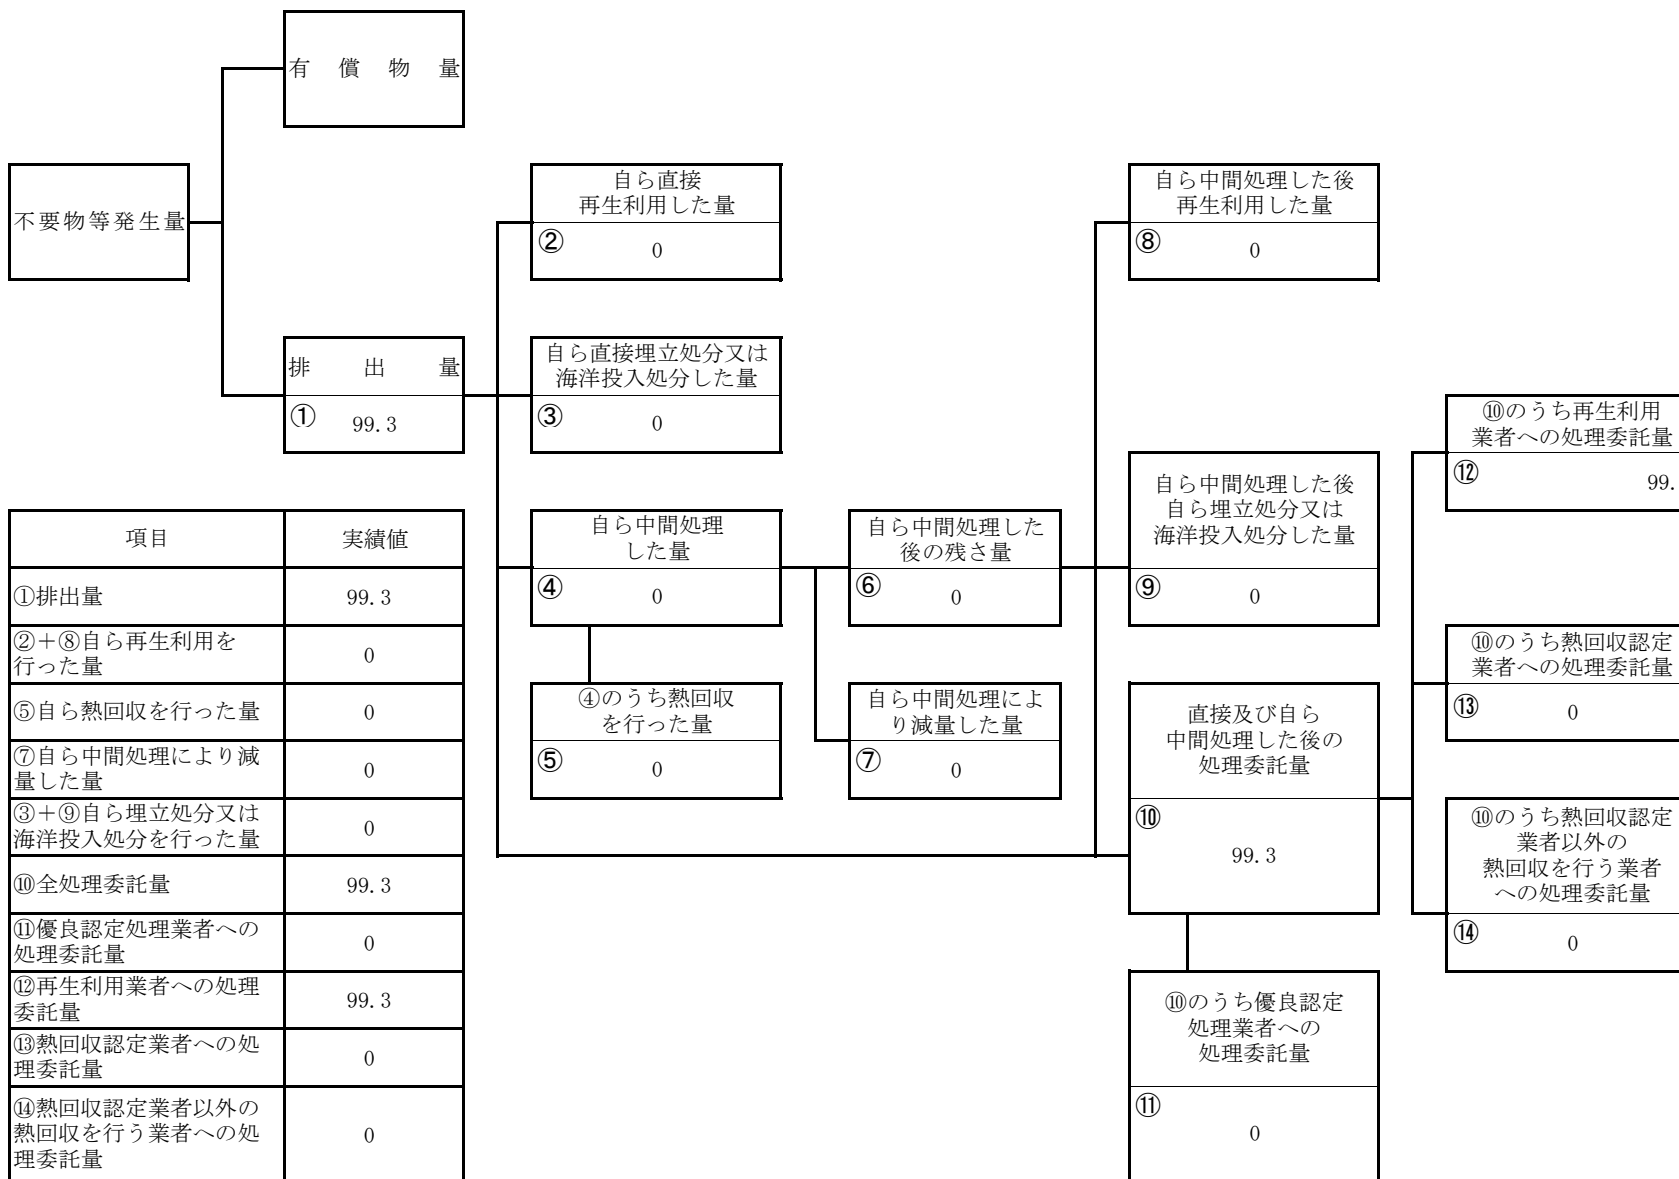 有償物量
不要物等発生量
排出量
① 99.3
自ら直接
再生利用した量
② 0
自ら直接埋立処分又は
海洋投入処分した量
③ 0
自ら中間処理
した量
④ 0
④のうち熱回収
を行った量
⑤ 0
自ら中間処理した
後の残さ量
⑥ 0
自ら中間処理によ
り減量した量
⑦ 0
自ら中間処理した後
再生利用した量
⑧ 0
自ら中間処理した後
自ら埋立処分又は
海洋投入処分した量
⑨ 0
直接及び自ら
中間処理した後の
処理委託量
⑩
99.3
⑩のうち優良認定
処理業者への
処理委託量
⑪
0
⑩のうち再生利用
業者への処理委託量
⑫ 99.
⑩のうち熱回収認定
業者への処理委託量
⑬ 0
⑩のうち熱回収認定
業者以外の
熱回収を行う業者
への処理委託量
⑭ 0
項目 実績値
①排出量 99.3
②+⑧自ら再生利用を
行った量 0
⑤自ら熱回収を行った量 0
⑦自ら中間処理により減
量した量 0
③+⑨自ら埋立処分又は
海洋投入処分を行った量 0
⑩全処理委託量 99.3
⑪優良認定処理業者への
処理委託量 0
⑫再生利用業者への処理
委託量 99.3
⑬熱回収認定業者への処
理委託量 0
⑭熱回収認定業者以外の
熱回収を行う業者への処
理委託量 0